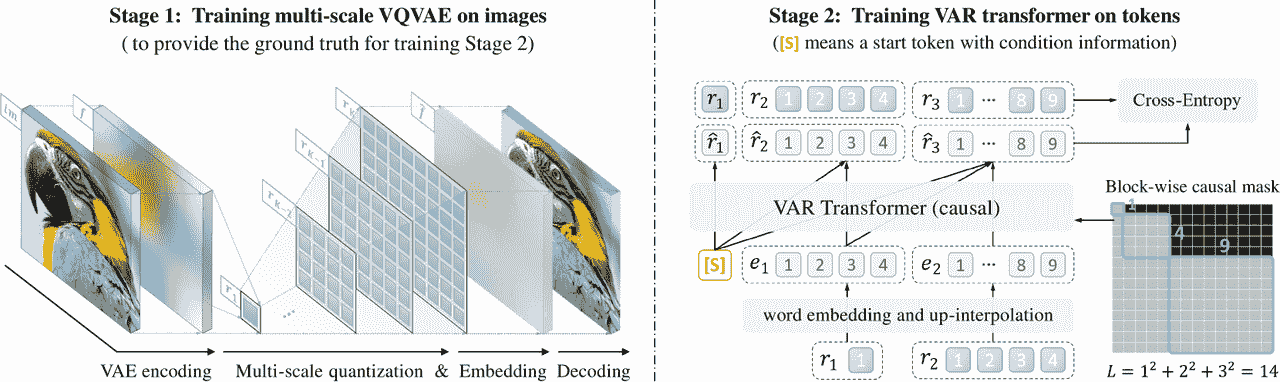 Stage 1: Training multi-scale VQVAE on images
( to provide the ground truth for training Stage 2)
im
f
r₁
...
r_{K-2}
r_{K-1}
r_K
f̂
VAE encoding
Multi-scale quantization & Embedding
Decoding
Stage 2: Training VAR transformer on tokens
([S] means a start token with condition information)
r₁ r₂ 1 2 3 4 r₃ 1 ... 8 9
Cross-Entropy
r̂₁ r̂₂ 1 2 3 4 r̂₃ 1 ... 8 9
VAR Transformer (causal)
[S] e₁ 1 2 3 4 e₂ 1 ... 8 9
word embedding and up-interpolation
r₁ 1 r₂ 1 2 3 4
Block-wise causal mask
1
4
9
L = 1² + 2² + 3² = 14